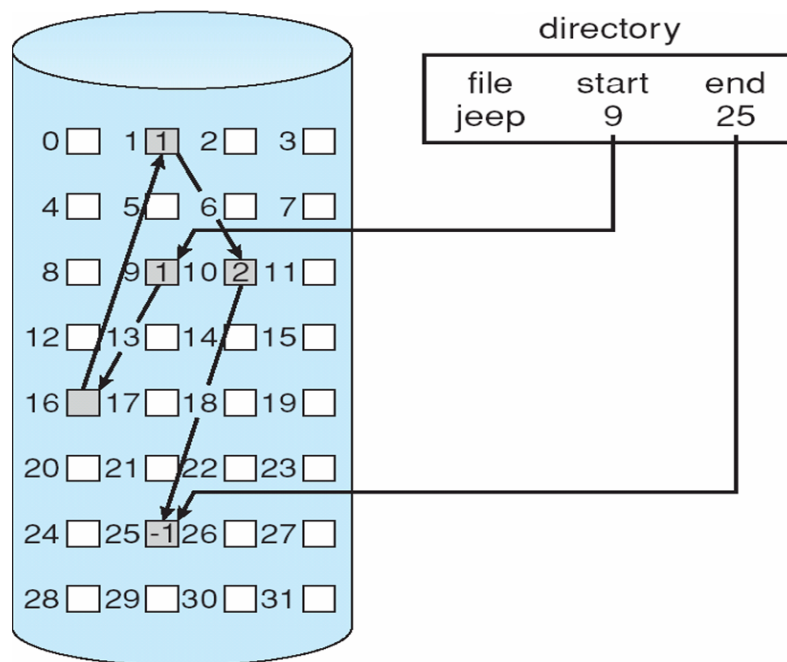 directory
file start end
jeep 9 25
0 1 1 2 3
4 5 6 7
8 9 1 10 2 11
12 13 14 15
16 17 18 19
20 21 22 23
24 25 -1 26 27
28 29 30 31